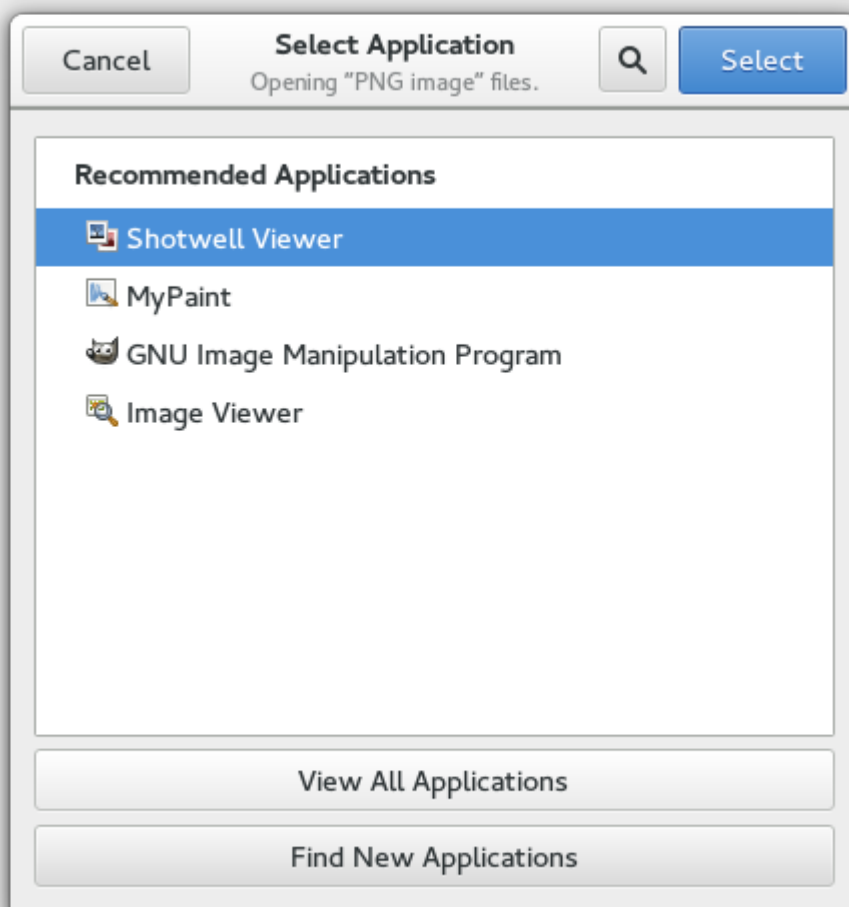 Cancel
Select Application
Opening "PNG image" files.
Select
Recommended Applications
Shotwell Viewer
MyPaint
GNU Image Manipulation Program
Image Viewer
View All Applications
Find New Applications